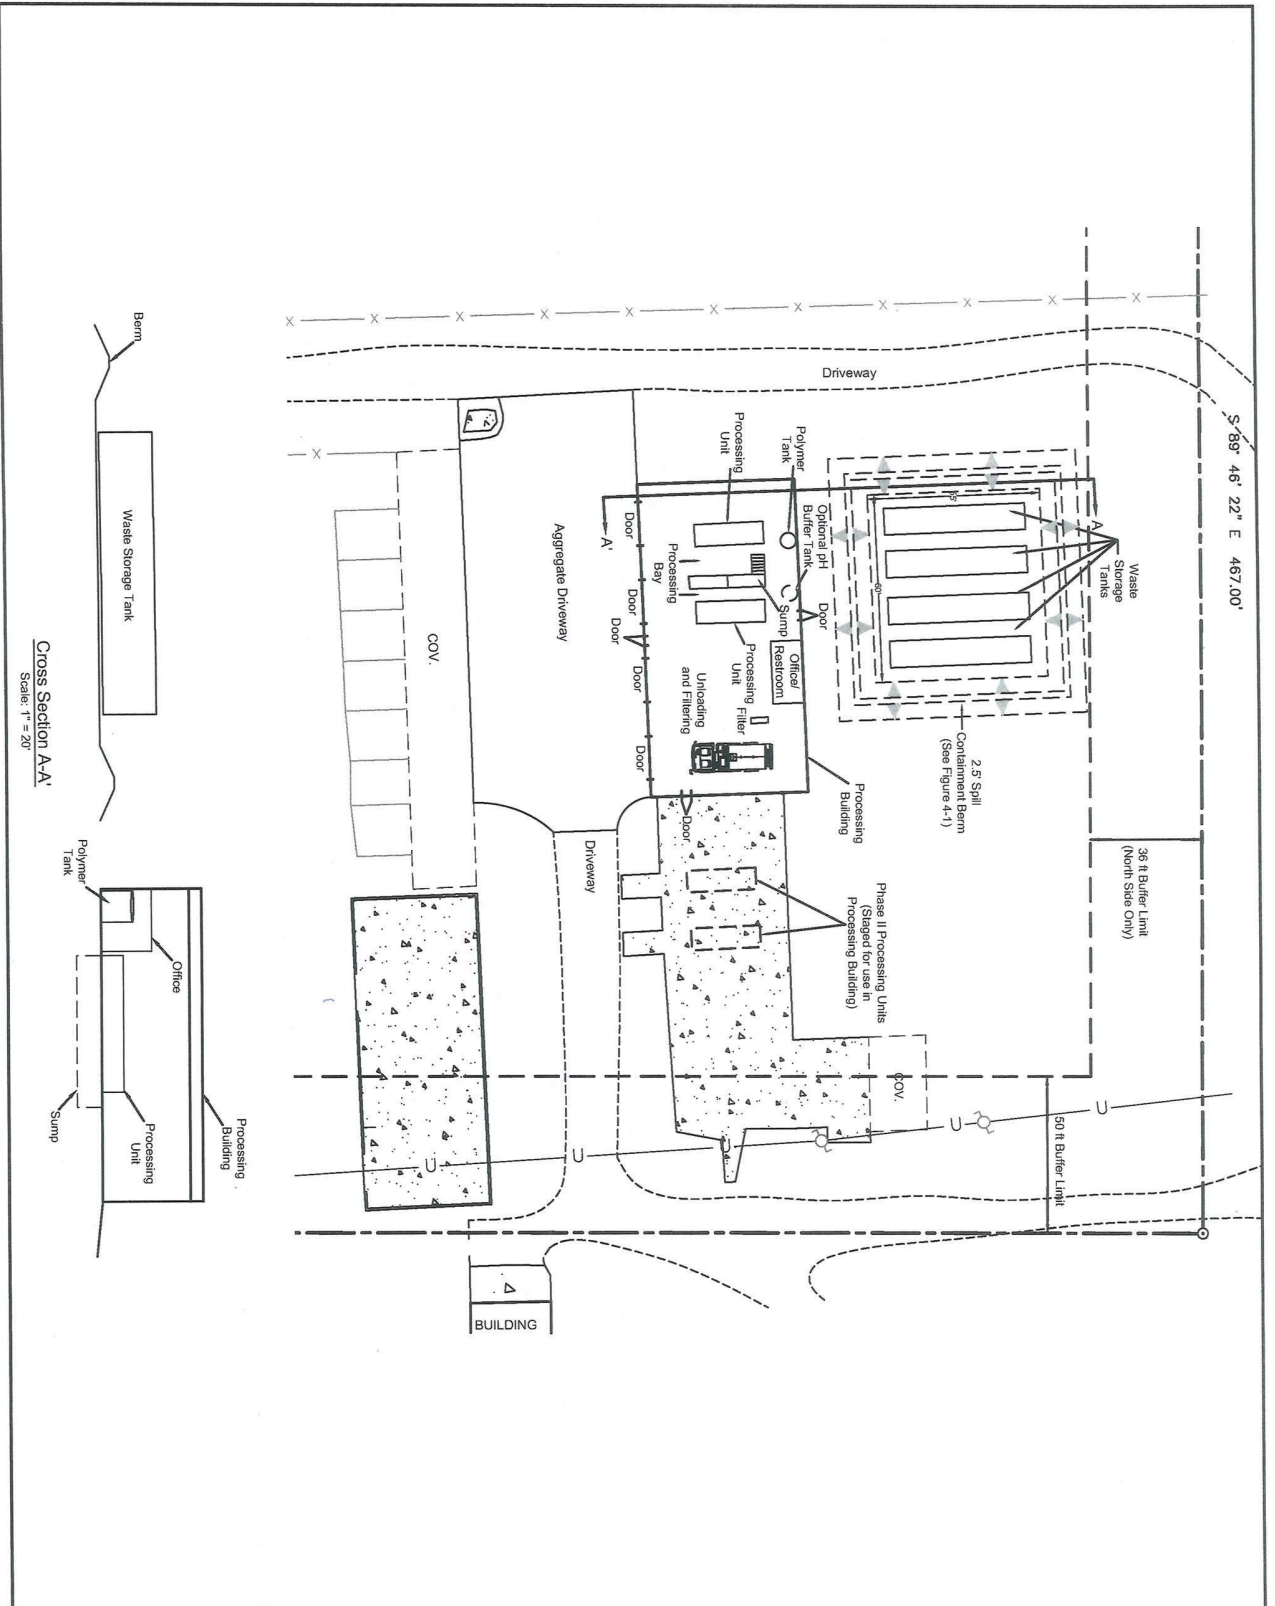 S 89° 46' 22" E 467.00'
36 ft Buffer Limit
(North Side Only)
50 ft Buffer Limit
A
Waste
Storage
Tanks
65'
60'
2.5' Spill
Containment Berm
(See Figure 4-1)
Driveway
COV.
U
U
U
U
U
Polymer
Tank
Optional pH
Buffer Tank
Door
Sump
Office/
Restroom
Processing
Building
Processing
Unit
Processing
Bay
Processing
Unit
Filter
Unloading
and Filtering
Door
Phase II Processing Units
(Staged for use in
Processing Building)
A'
Door
Door
Door
Door
Door
Aggregate Driveway
Driveway
COV.
BUILDING
X
X
X
X
X
X
X
X
X
X
X
X
X
Berm
Waste Storage Tank
Polymer
Tank
Office
Processing
Building
Processing
Unit
Sump
Cross Section A-A'
Scale: 1" = 20'